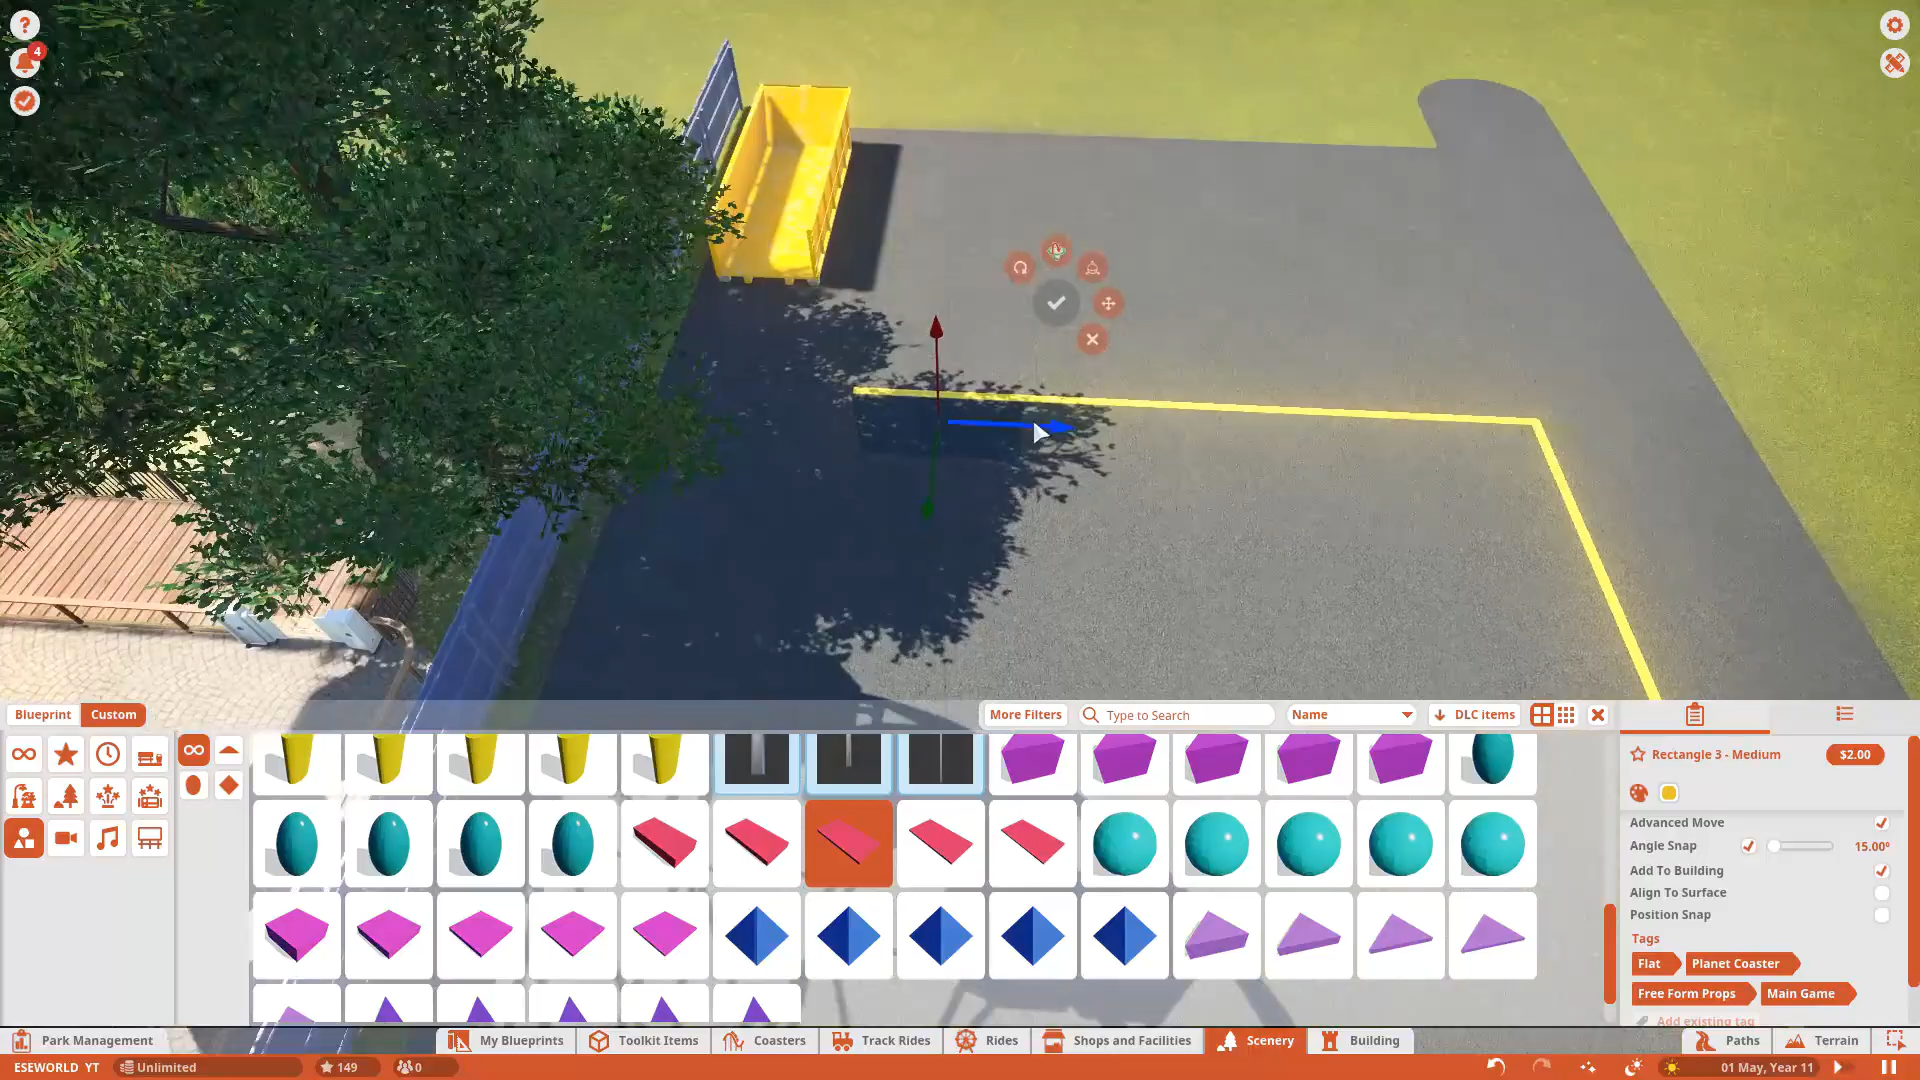 ?
4
Blueprint
Custom
More Filters
Type to Search
Name
DLC items
Rectangle 3 - Medium
$2.00
Advanced Move
Angle Snap
15.00°
Add To Building
Align To Surface
Position Snap
Tags
Flat
Planet Coaster
Free Form Props
Main Game
Add existing tag
Park Management
My Blueprints
Toolkit Items
Coasters
Track Rides
Rides
Shops and Facilities
Scenery
Building
Paths
Terrain
ESEWORLD YT
Unlimited
149
0
01 May, Year 11